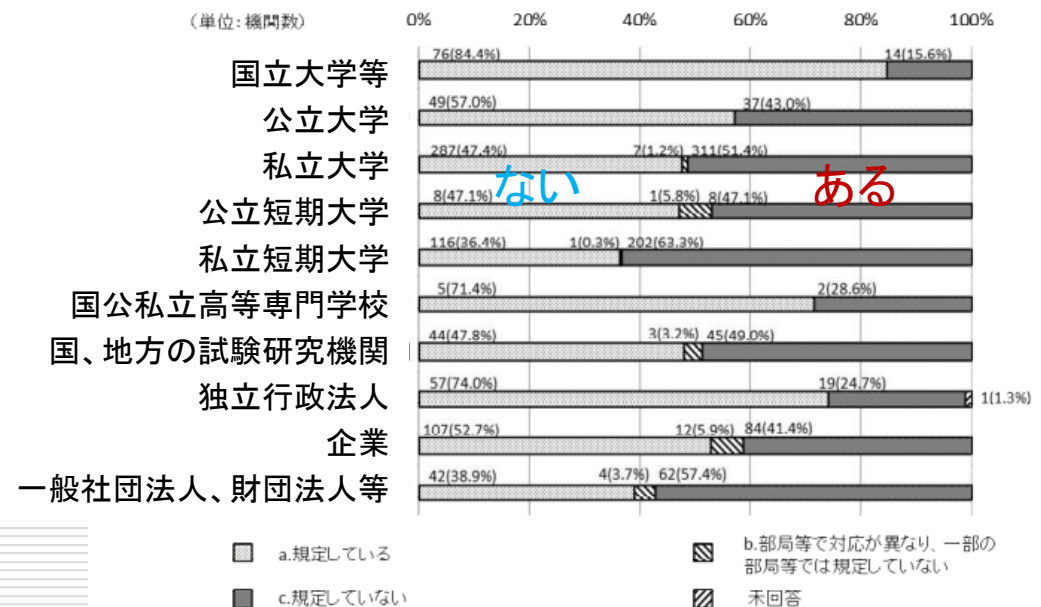 （単位：機関数） 0% 20% 40% 60% 80% 100%
国立大学等 76(84.4%) 14(15.6%)
公立大学 49(57.0%) 37(43.0%)
私立大学 287(47.4%) 7(1.2%) 311(51.4%)
ない ある
公立短期大学 8(47.1%) 1(5.8%) 8(47.1%)
私立短期大学 116(36.4%) 1(0.3%) 202(63.3%)
国公私立高等専門学校 5(71.4%) 2(28.6%)
国、地方の試験研究機関 44(47.8%) 3(3.2%) 45(49.0%)
独立行政法人 57(74.0%) 19(24.7%) 1(1.3%)
企業 107(52.7%) 12(5.9%) 84(41.4%)
一般社団法人、財団法人等 42(38.9%) 4(3.7%) 62(57.4%)
a.規定している
b.部局等で対応が異なり、一部の
部局等では規定していない
c.規定していない
未回答